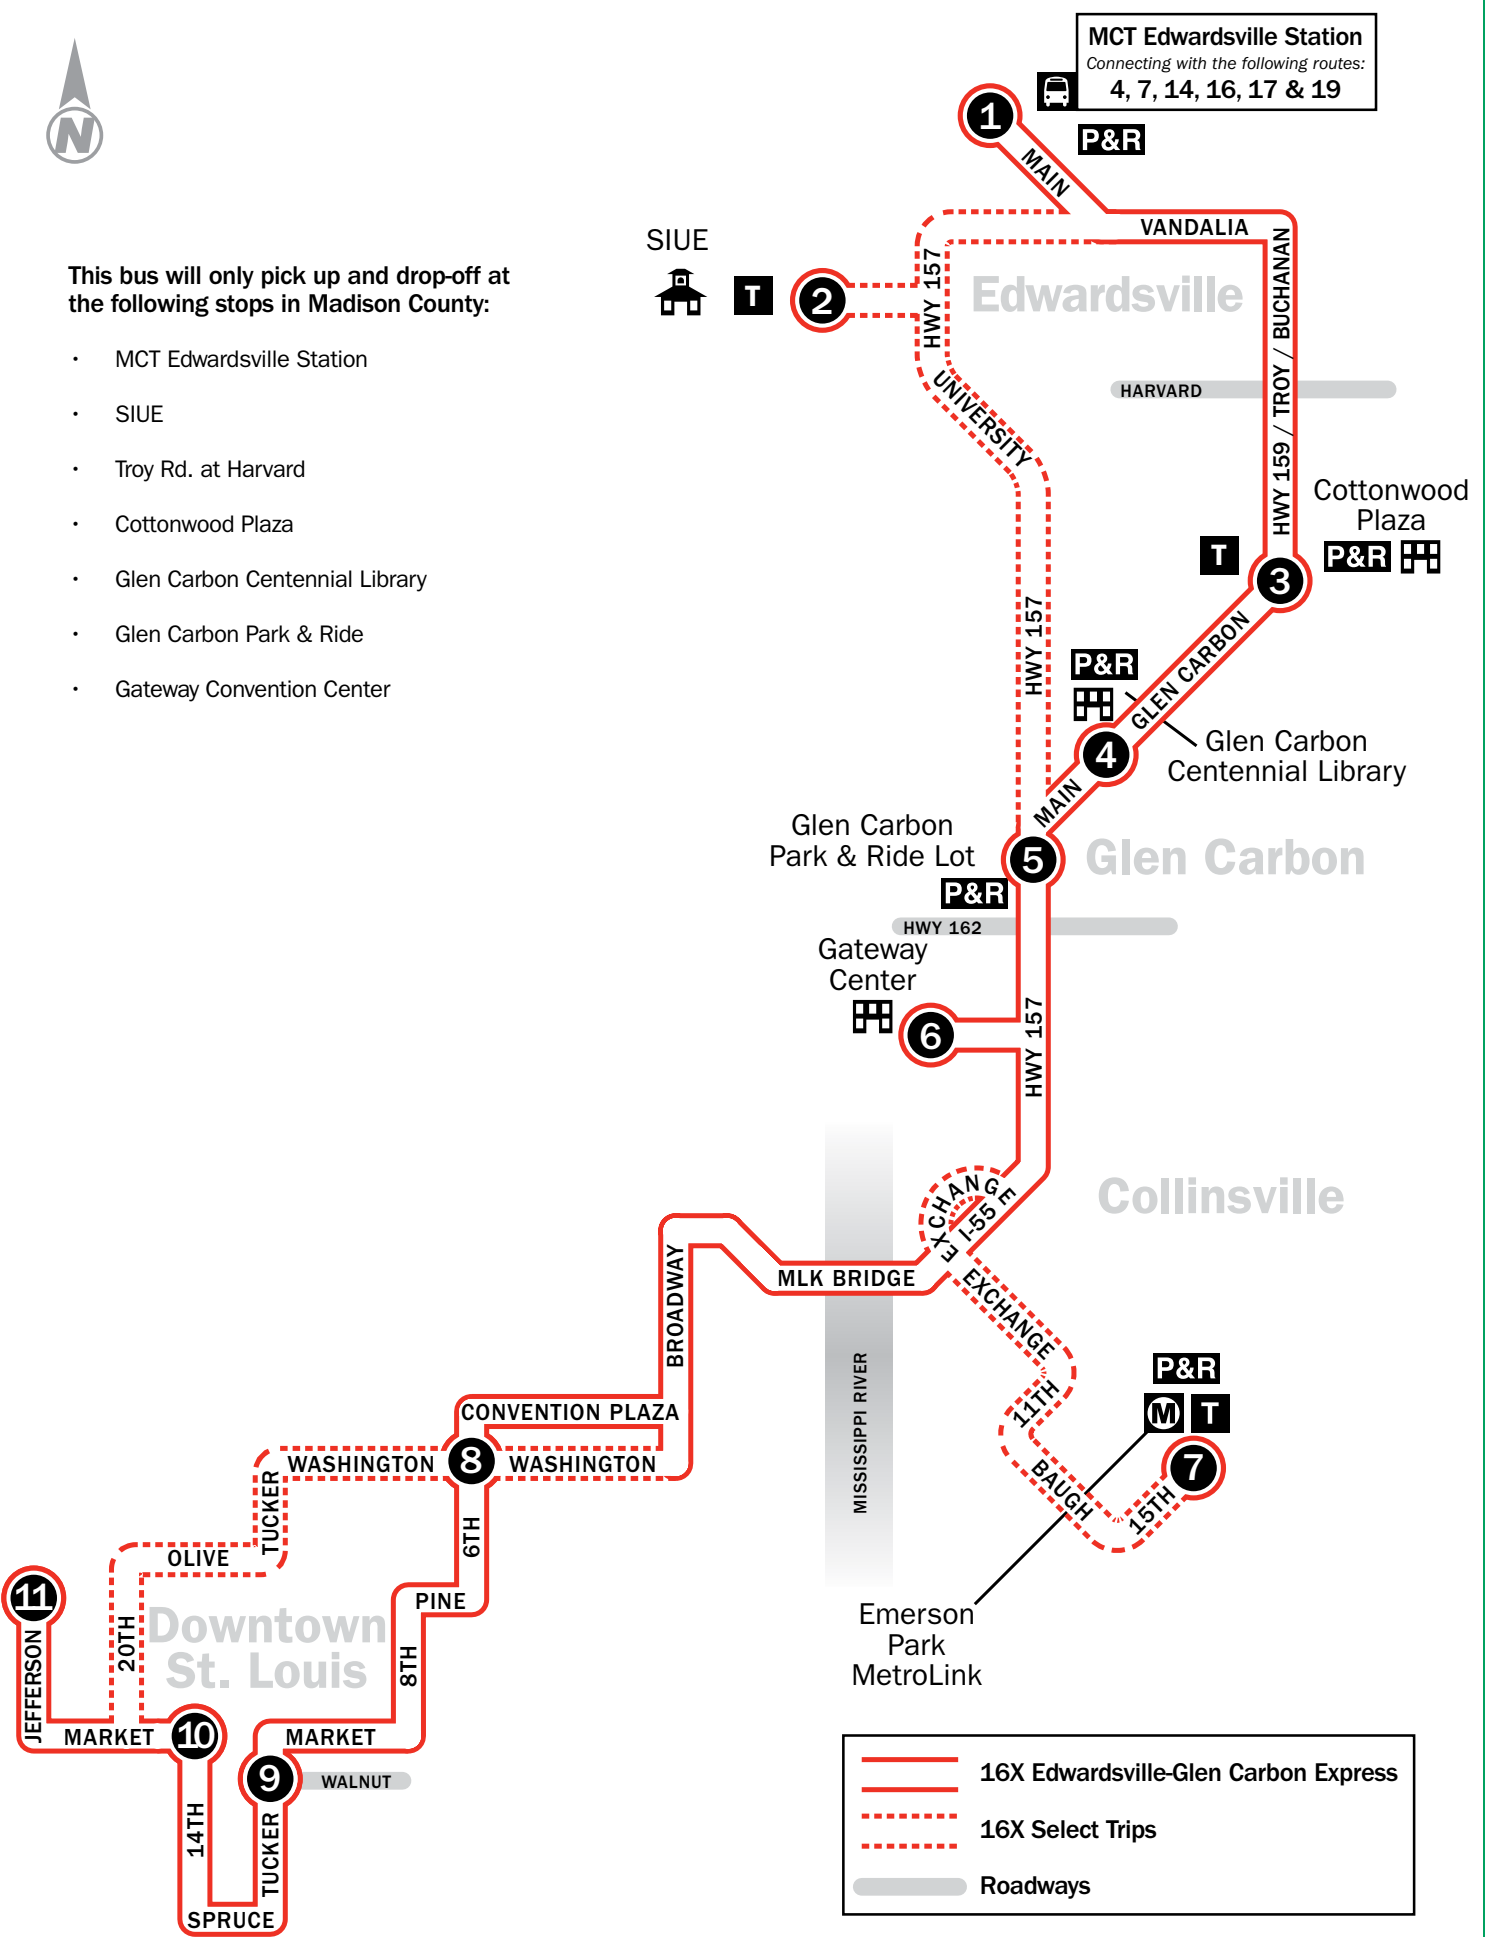 MCT Edwardsville Station
Connecting with the following routes:
4, 7, 14, 16, 17 & 19
1
P&R
MAIN
N
SIUE
T
2
HWY 157
VANDALIA
HWY 159 / TROY / BUCHANAN
Edwardsville
This bus will only pick up and drop-off at
the following stops in Madison County:
· MCT Edwardsville Station
· SIUE
· Troy Rd. at Harvard
· Cottonwood Plaza
· Glen Carbon Centennial Library
· Glen Carbon Park & Ride
· Gateway Convention Center
UNIVERSITY
HARVARD
Cottonwood
Plaza
T
P&R
3
HWY 157
GLEN CARBON
P&R
4
Glen Carbon
Centennial Library
MAIN
Glen Carbon
Park & Ride Lot
5
Glen Carbon
P&R
HWY 162
Gateway
Center
6
HWY 157
Collinsville
EXCHANGE
I-55
MLK BRIDGE
BROADWAY
EXCHANGE
MISSISSIPPI RIVER
11TH
P&R
M
T
7
BAUGH
15TH
CONVENTION PLAZA
WASHINGTON
8
WASHINGTON
TUCKER
6TH
OLIVE
11
PINE
Downtown
St. Louis
20TH
8TH
JEFFERSON
MARKET
10
MARKET
9
WALNUT
14TH
TUCKER
SPRUCE
Emerson
Park
MetroLink
16X Edwardsville-Glen Carbon Express
16X Select Trips
Roadways